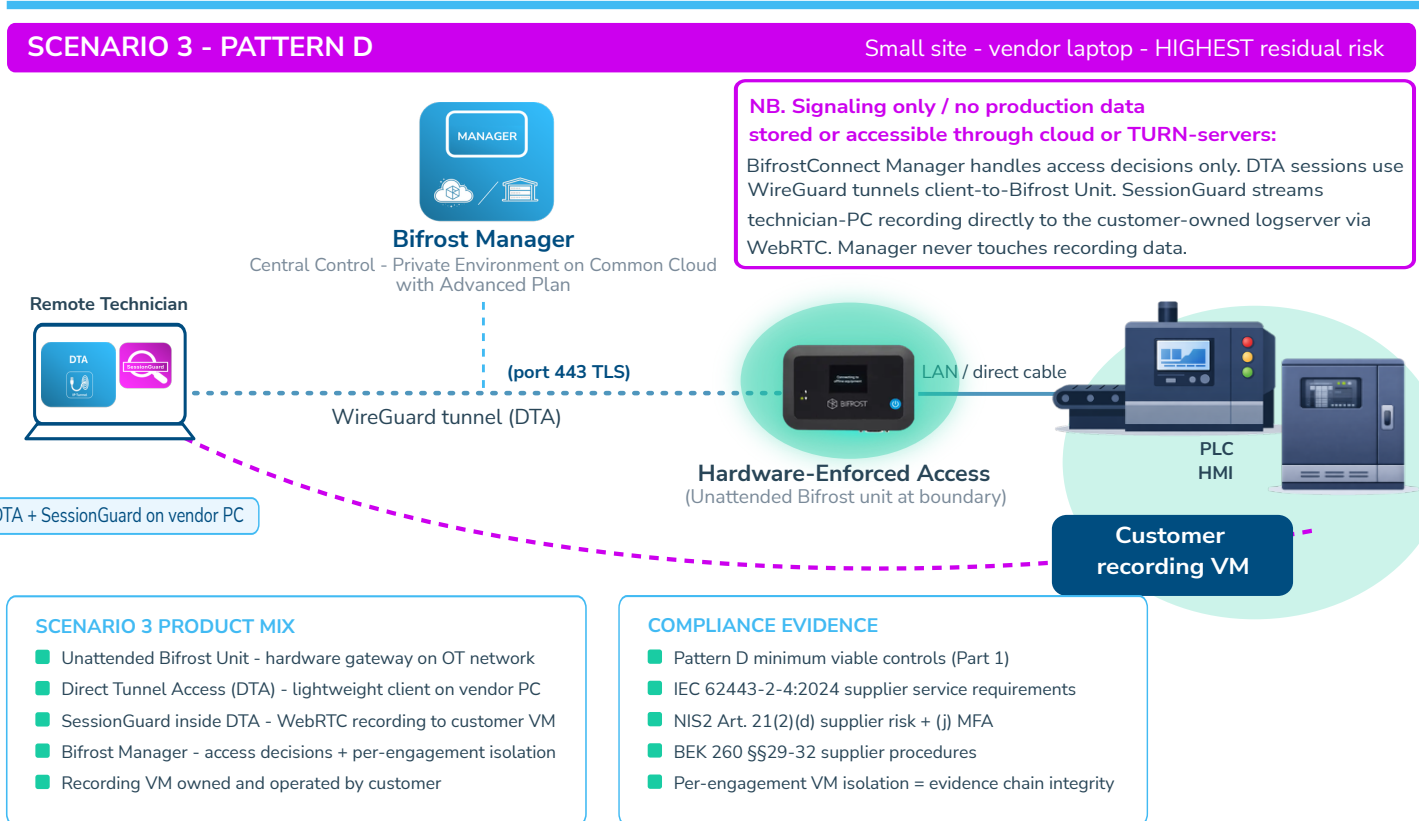 SCENARIO 3 - PATTERN D
Small site - vendor laptop - HIGHEST residual risk
NB. Signaling only / no production data
stored or accessible through cloud or TURN-servers:
BifrostConnect Manager handles access decisions only. DTA sessions use
WireGuard tunnels client-to-Bifrost Unit. SessionGuard streams
technician-PC recording directly to the customer-owned logserver via
WebRTC. Manager never touches recording data.
MANAGER
Bifrost Manager
Central Control - Private Environment on Common Cloud
with Advanced Plan
Remote Technician
DTA
SessionGuard
(port 443 TLS)
WireGuard tunnel (DTA)
BIFROST
LAN / direct cable
Hardware-Enforced Access
(Unattended Bifrost unit at boundary)
PLC
HMI
DTA + SessionGuard on vendor PC
Customer
recording VM
SCENARIO 3 PRODUCT MIX
Unattended Bifrost Unit - hardware gateway on OT network
Direct Tunnel Access (DTA) - lightweight client on vendor PC
SessionGuard inside DTA - WebRTC recording to customer VM
Bifrost Manager - access decisions + per-engagement isolation
Recording VM owned and operated by customer
COMPLIANCE EVIDENCE
Pattern D minimum viable controls (Part 1)
IEC 62443-2-4:2024 supplier service requirements
NIS2 Art. 21(2)(d) supplier risk + (j) MFA
BEK 260 §§29-32 supplier procedures
Per-engagement VM isolation = evidence chain integrity